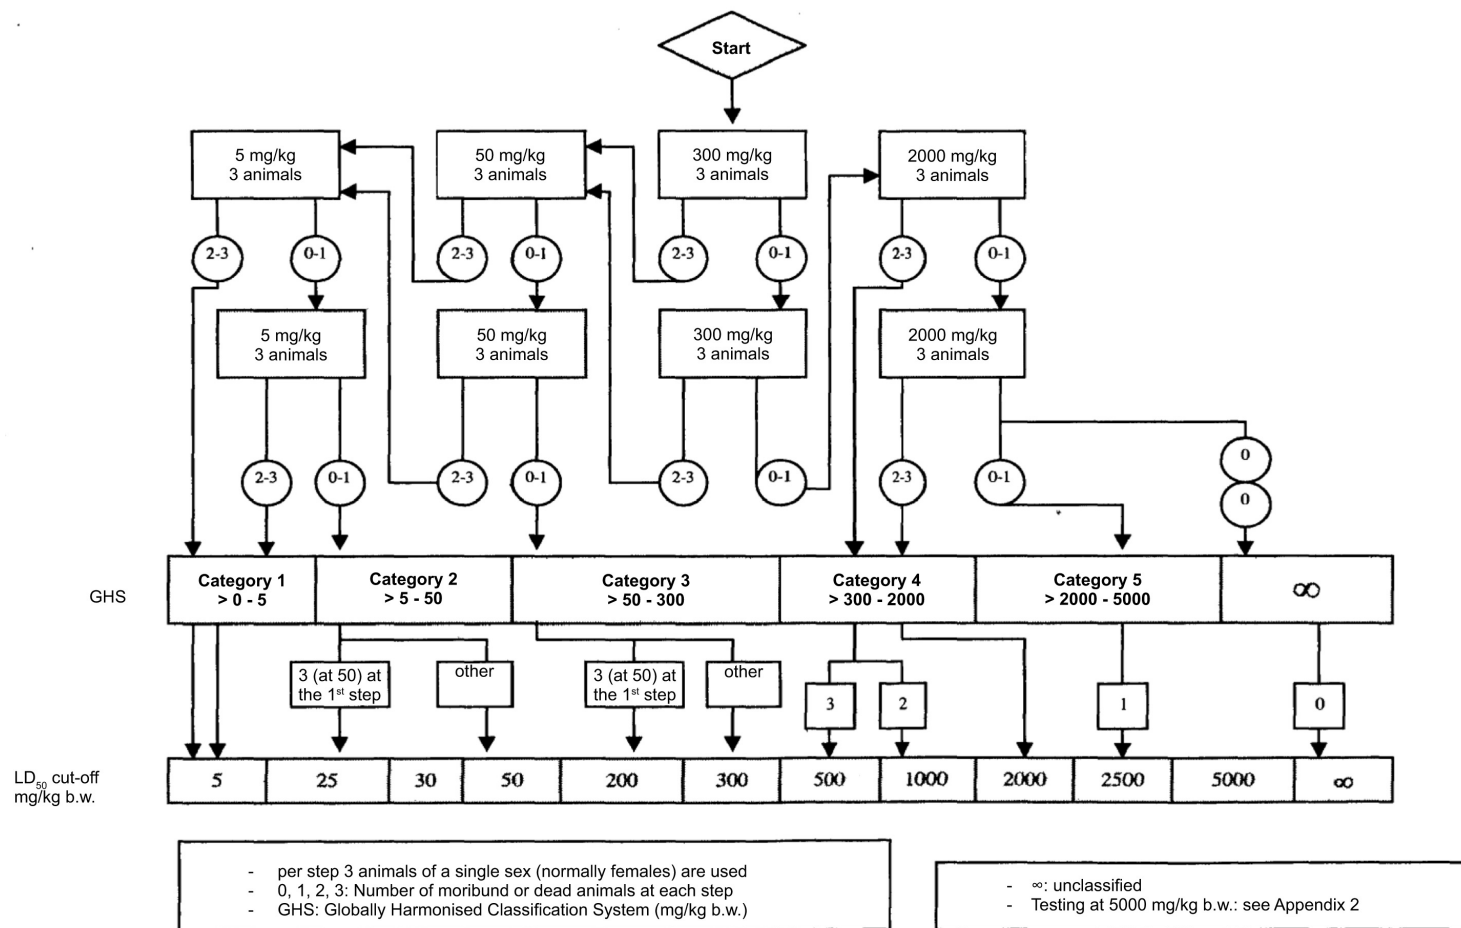 Start
5 mg/kg
3 animals
50 mg/kg
3 animals
300 mg/kg
3 animals
2000 mg/kg
3 animals
2-3
0-1
2-3
0-1
2-3
0-1
2-3
0-1
5 mg/kg
3 animals
50 mg/kg
3 animals
300 mg/kg
3 animals
2000 mg/kg
3 animals
2-3
0-1
2-3
0-1
2-3
0-1
2-3
0-1
0
0
GHS
Category 1
> 0 - 5
Category 2
> 5 - 50
Category 3
> 50 - 300
Category 4
> 300 - 2000
Category 5
> 2000 - 5000
∞
3 (at 50) at
the 1st step
other
3 (at 50) at
the 1st step
other
3
2
1
0
LD50 cut-off
mg/kg b.w.
5
25
30
50
200
300
500
1000
2000
2500
5000
∞
- per step 3 animals of a single sex (normally females) are used
- 0, 1, 2, 3: Number of moribund or dead animals at each step
- GHS: Globally Harmonised Classification System (mg/kg b.w.)
- ∞: unclassified
- Testing at 5000 mg/kg b.w.: see Appendix 2